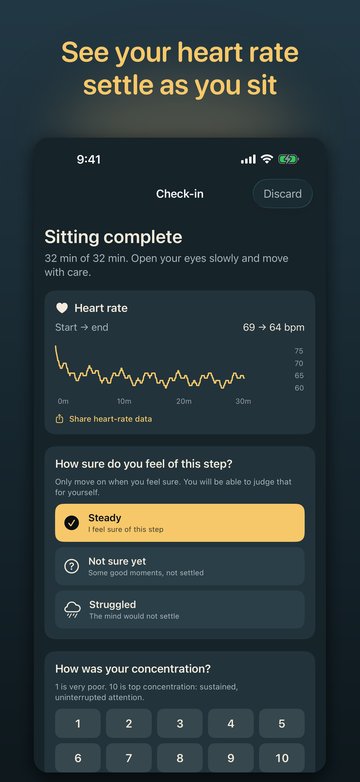 See your heart rate
settle as you sit
9:41
Check-in
Discard
Sitting complete
32 min of 32 min. Open your eyes slowly and move
with care.
Heart rate
Start → end
69 → 64 bpm
75
70
65
60
0m
10m
20m
30m
Share heart-rate data
How sure do you feel of this step?
Only move on when you feel sure. You will be able to judge that
for yourself.
Steady
I feel sure of this step
Not sure yet
Some good moments, not settled
Struggled
The mind would not settle
How was your concentration?
1 is very poor. 10 is top concentration: sustained,
uninterrupted attention.
1
2
3
4
5
6
7
8
9
10